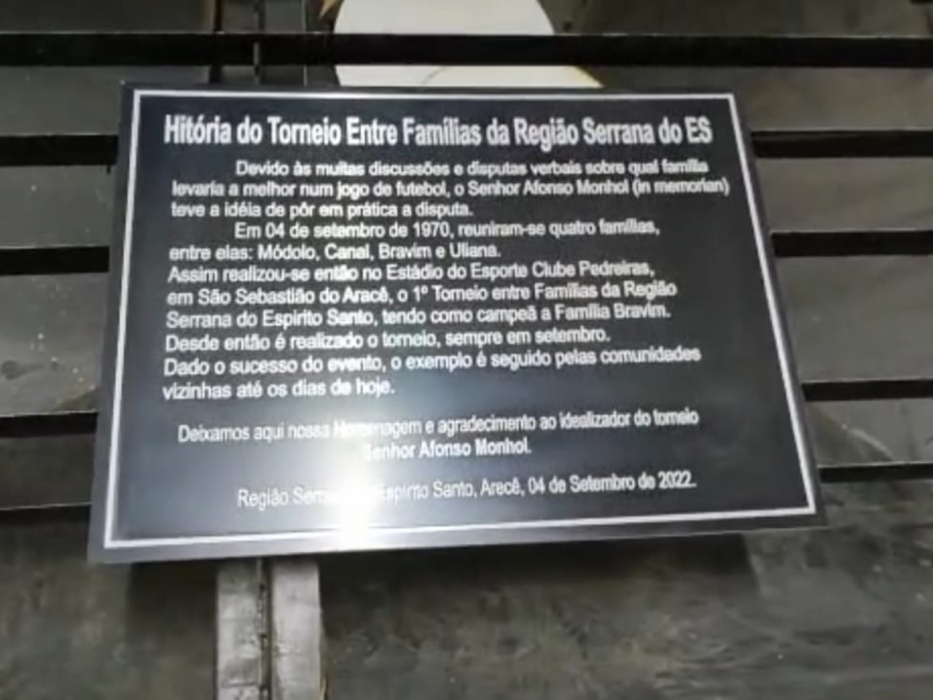 Hitória do Torneio Entre Famílias da Região Serrana do ES
Devido às muitas discussões e disputas verbais sobre qual família
levaria a melhor num jogo de futebol, o Senhor Afonso Monhol (in memorian)
teve a idéia de pôr em prática a disputa.
Em 04 de setembro de 1970, reuniram-se quatro famílias,
entre elas: Módolo, Canal, Bravim e Uliana.
Assim realizou-se então no Estádio do Esporte Clube Pedreiras,
em São Sebastião do Aracê, o 1º Torneio entre Famílias da Região
Serrana do Espirito Santo, tendo como campeã a Família Bravim.
Desde então é realizado o torneio, sempre em setembro.
Dado o sucesso do evento, o exemplo é seguido pelas comunidades
vizinhas até os dias de hoje.
Deixamos aqui nossa Homenagem e agradecimento ao idealizador do torneio
Senhor Afonso Monhol.
Região Espirito Santo, Arecê, 04 de Setembro de 2022.